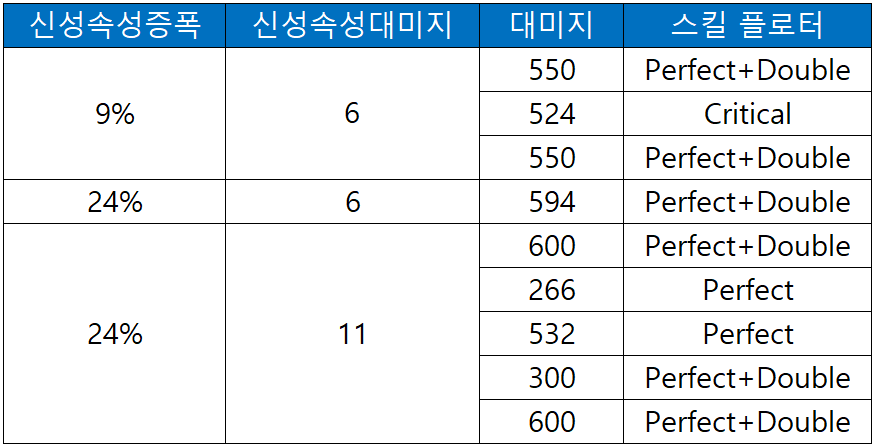 신성속성증폭 신성속성대미지 대미지 스킬 플로터
9% 6 550 Perfect+Double
524 Critical
550 Perfect+Double
24% 6 594 Perfect+Double
24% 11 600 Perfect+Double
266 Perfect
532 Perfect
300 Perfect+Double
600 Perfect+Double